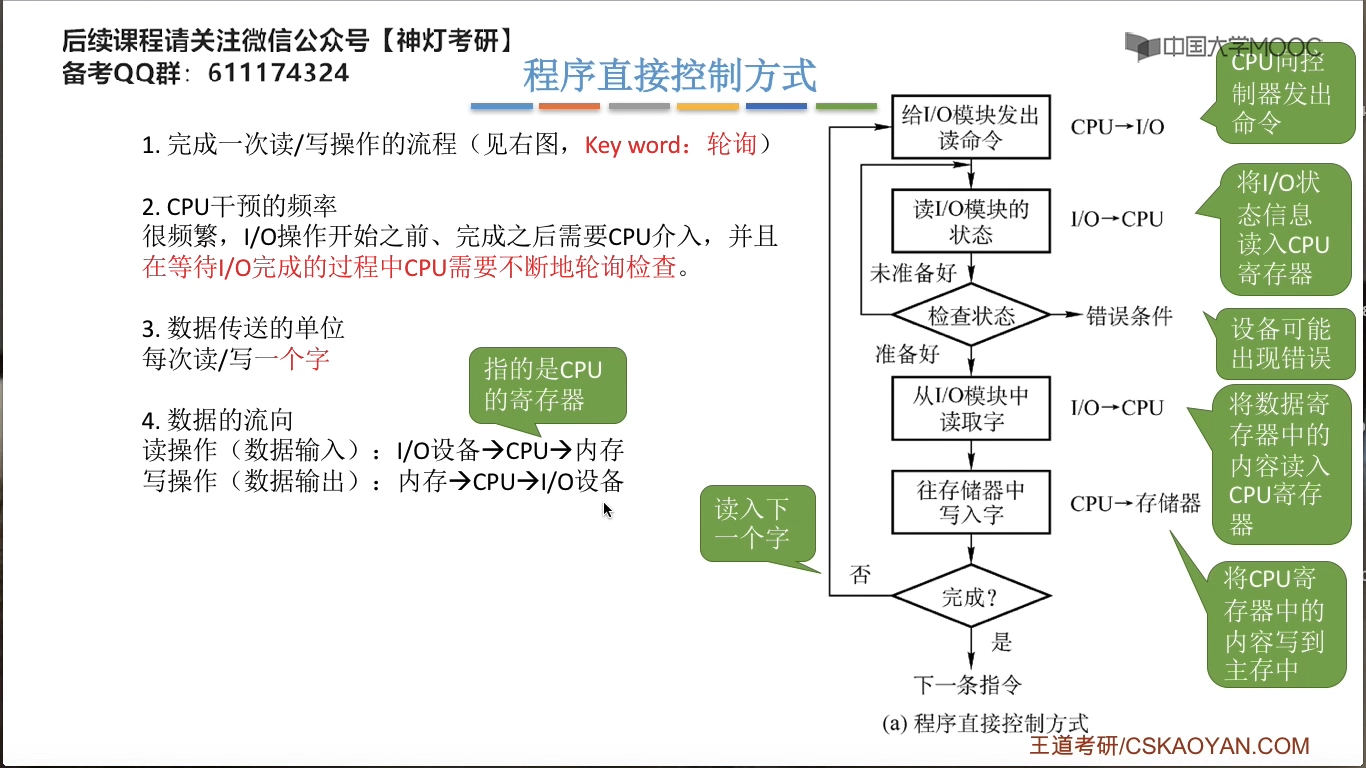 后续课程请关注微信公众号【神灯考研】
备考QQ群：611174324
中国大学MOOC
程序直接控制方式
1. 完成一次读/写操作的流程（见右图，Key word：轮询）
2. CPU干预的频率
很频繁，I/O操作开始之前、完成之后需要CPU介入，并且
在等待I/O完成的过程中CPU需要不断地轮询检查。
3. 数据传送的单位
每次读/写一个字
指的是CPU
的寄存器
4. 数据的流向
读操作（数据输入）：I/O设备→CPU→内存
写操作（数据输出）：内存→CPU→I/O设备
给I/O模块发出
读命令
CPU→I/O
CPU向控
制器发出
命令
读I/O模块的
状态
I/O→CPU
将I/O状
态信息
读入CPU
寄存器
未准备好
检查状态
错误条件
设备可能
出现错误
准备好
从I/O模块中
读取字
I/O→CPU
将数据寄
存器中的
内容读入
CPU寄存
器
往存储器中
写入字
CPU→存储器
将CPU寄
存器中的
内容写到
主存中
读入下
一个字
否
完成?
是
下一条指令
(a) 程序直接控制方式
王道考研/CSKAOYAN.COM